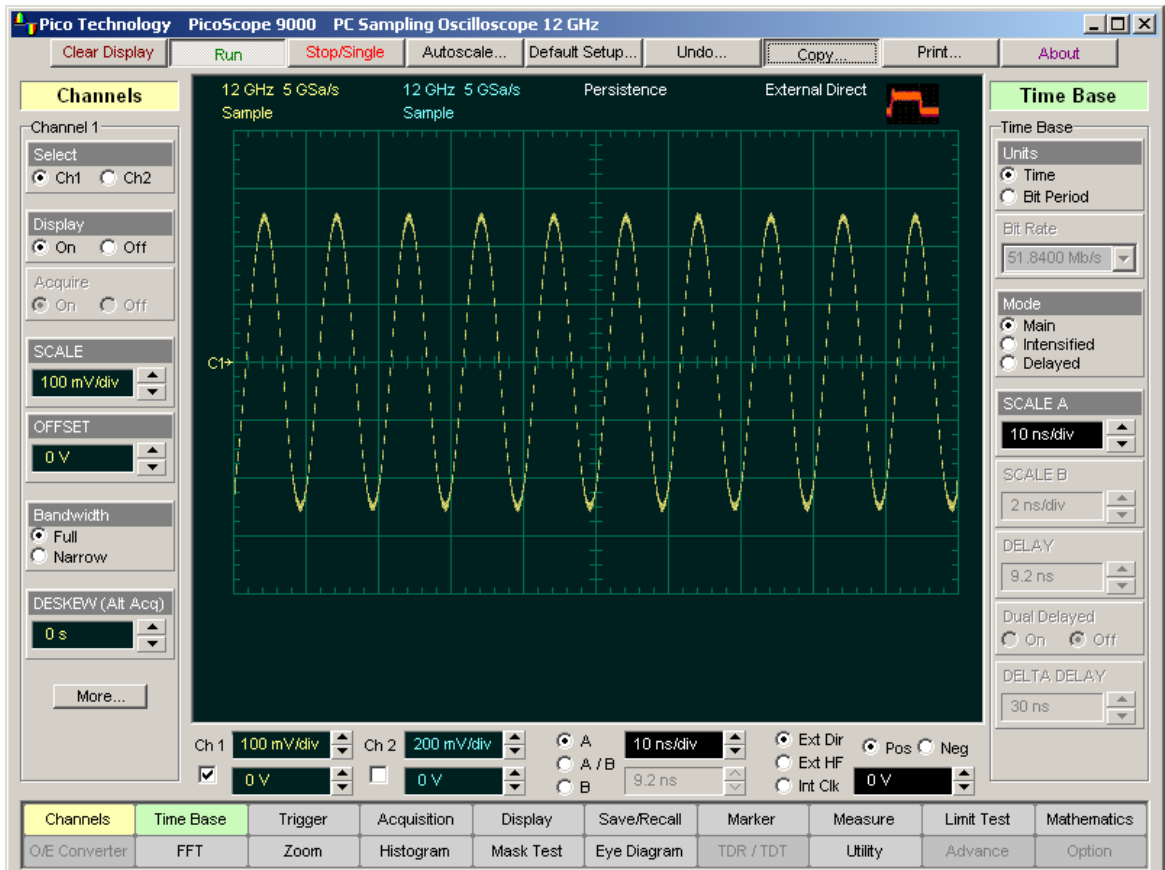 Pico Technology PicoScope 9000 PC Sampling Oscilloscope 12 GHz
Clear Display Run Stop/Single Autoscale... Default Setup... Undo... Copy... Print... About
Channels
Channel 1
Select
Ch1 Ch2
Display
On Off
Acquire
On Off
SCALE
100 mV/div
OFFSET
0 V
Bandwidth
Full
Narrow
DESKEW (Alt Acq)
0 s
More...
12 GHz 5 GSa/s 12 GHz 5 GSa/s Persistence External Direct
Sample Sample
C1
Time Base
Time Base
Units
Time
Bit Period
Bit Rate
51.8400 Mb/s
Mode
Main
Intensified
Delayed
SCALE A
10 ns/div
SCALE B
2 ns/div
DELAY
9.2 ns
Dual Delayed
On Off
DELTA DELAY
30 ns
Ch 1 100 mV/div Ch 2 200 mV/div A 10 ns/div Ext Dir Pos Neg
A / B Ext HF
0 V 0 V B 9.2 ns Int Clk 0 V
Channels Time Base Trigger Acquisition Display Save/Recall Marker Measure Limit Test Mathematics
O/E Converter FFT Zoom Histogram Mask Test Eye Diagram TDR / TDT Utility Advance Option